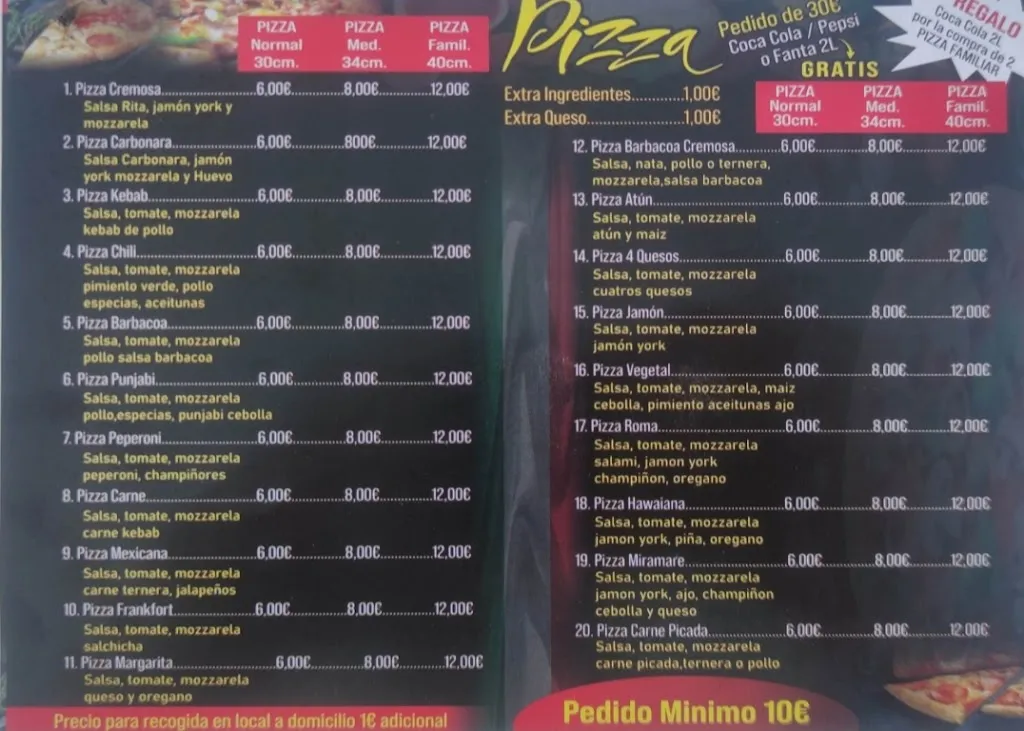 PIZZA PIZZA PIZZA
Normal Med. Famil.
30cm. 34cm. 40cm.
1. Pizza Cremosa 6,00€ 8,00€ 12,00€
Salsa Rita, jamón york y
mozzarela
2. Pizza Carbonara 6,00€ 800€ 12,00€
Salsa Carbonara, jamón
york mozzarela y Huevo
3. Pizza Kebab 6,00€ 8,00€ 12,00€
Salsa, tomate, mozzarela
kebab de pollo
4. Pizza Chili 6,00€ 8,00€ 12,00€
Salsa, tomate, mozzarela
pimiento verde, pollo
especias, aceitunas
5. Pizza Barbacoa 6,00€ 8,00€ 12,00€
Salsa, tomate, mozzarela
pollo salsa barbacoa
6. Pizza Punjabi 6,00€ 8,00€ 12,00€
Salsa, tomate, mozzarela
pollo,especias, punjabi cebolla
7. Pizza Peperoni 6,00€ 8,00€ 12,00€
Salsa, tomate, mozzarela
peperoni, champiñores
8. Pizza Carne 6,00€ 8,00€ 12,00€
Salsa, tomate, mozzarela
carne kebab
9. Pizza Mexicana 6,00€ 8,00€ 12,00€
Salsa, tomate, mozzarela
carne ternera, jalapeños
10. Pizza Frankfort 6,00€ 8,00€ 12,00€
Salsa, tomate, mozzarela
salchicha
11. Pizza Margarita 6,00€ 8,00€ 12,00€
Salsa, tomate, mozzarela
queso y oregano
Precio para recogida en local a domicilio 1€ adicional
Pizza
Pedido de 30€
Coca Cola / Pepsi
o Fanta 2L
GRATIS
REGALO
Coca Cola 2L
por la compra de 2
PIZZA FAMILIAR
Extra Ingredientes 1,00€
Extra Queso 1,00€
PIZZA PIZZA PIZZA
Normal Med. Famil.
30cm. 34cm. 40cm.
12. Pizza Barbacoa Cremosa 6,00€ 8,00€ 12,00€
Salsa, nata, pollo o ternera,
mozzarela,salsa barbacoa
13. Pizza Atún 6,00€ 8,00€ 12,00€
Salsa, tomate, mozzarela
atún y maiz
14. Pizza 4 Quesos 6,00€ 8,00€ 12,00€
Salsa, tomate, mozzarela
cuatros quesos
15. Pizza Jamón 6,00€ 8,00€ 12,00€
Salsa, tomate, mozzarela
jamón york
16. Pizza Vegetal 6,00€ 8,00€ 12,00€
Salsa, tomate, mozzarela, maiz
cebolla, pimiento aceitunas ajo
17. Pizza Roma 6,00€ 8,00€ 12,00€
Salsa, tomate, mozzarela
salami, jamon york
champiñon, oregano
18. Pizza Hawaiana 6,00€ 8,00€ 12,00€
Salsa, tomate, mozzarela
jamon york, piña, oregano
19. Pizza Miramare 6,00€ 8,00€ 12,00€
Salsa, tomate, mozzarela
jamon york, ajo, champiñon
cebolla y queso
20. Pizza Carne Picada 6,00€ 8,00€ 12,00€
Salsa, tomate, mozzarela
carne picada,ternera o pollo
Pedido Minimo 10€